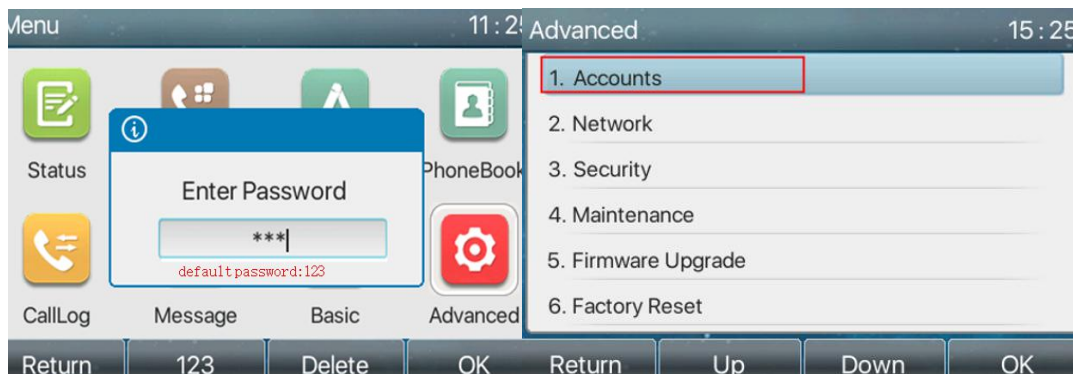 Menu 11:25
Status
PhoneBook
Enter Password
***
default password:123
CallLog Message Basic Advanced
Return 123 Delete OK
Advanced 15:25
1. Accounts
2. Network
3. Security
4. Maintenance
5. Firmware Upgrade
6. Factory Reset
Return Up Down OK